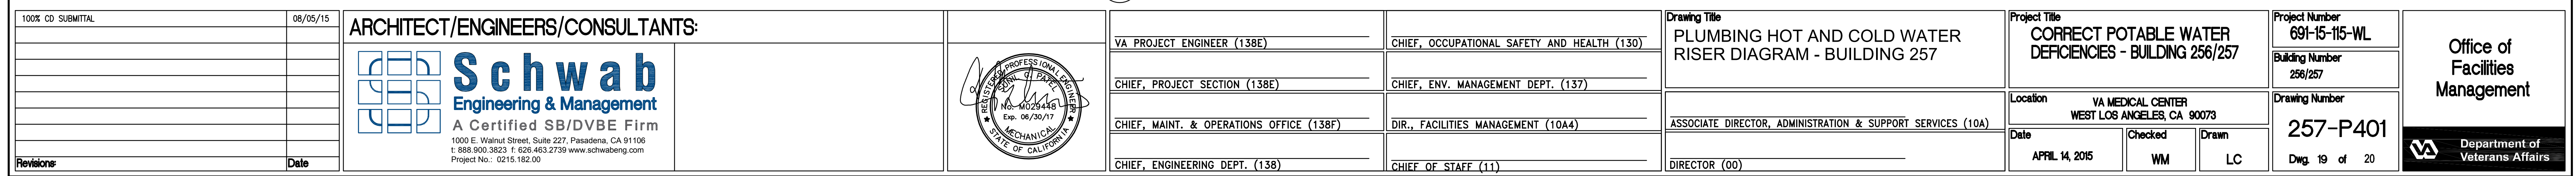 100% CD SUBMITTAL 08/05/15
Revisions: Date
ARCHITECT/ENGINEERS/CONSULTANTS:
Schwab
Engineering & Management
A Certified SB/DVBE Firm
1000 E. Walnut Street, Suite 227, Pasadena, CA 91106
t: 888.900.3823 f: 626.463.2739 www.schwabeng.com
Project No.: 0215.182.00
REGISTERED PROFESSIONAL ENGINEER
PATEL
No. M029448
Exp. 06/30/17
MECHANICAL
STATE OF CALIFORNIA
VA PROJECT ENGINEER (138E)
CHIEF, PROJECT SECTION (138E)
CHIEF, MAINT. & OPERATIONS OFFICE (138F)
CHIEF, ENGINEERING DEPT. (138)
CHIEF, OCCUPATIONAL SAFETY AND HEALTH (130)
CHIEF, ENV. MANAGEMENT DEPT. (137)
DIR., FACILITIES MANAGEMENT (10A4)
CHIEF OF STAFF (11)
Drawing Title
PLUMBING HOT AND COLD WATER
RISER DIAGRAM - BUILDING 257
ASSOCIATE DIRECTOR, ADMINISTRATION & SUPPORT SERVICES (10A)
DIRECTOR (00)
Project Title
CORRECT POTABLE WATER
DEFICIENCIES - BUILDING 256/257
Location
VA MEDICAL CENTER
WEST LOS ANGELES, CA 90073
Date
APRIL 14, 2015
Checked
WM
Drawn
LC
Project Number
691-15-115-WL
Building Number
256/257
Drawing Number
257-P401
Dwg. 19 of 20
Office of
Facilities
Management
VA
Department of
Veterans Affairs